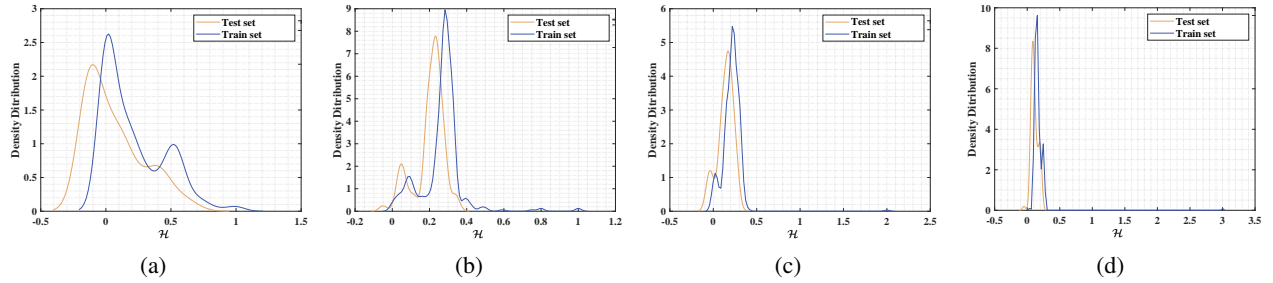 3
2.5
2
1.5
1
0.5
0
Density Ditribution
Test set
Train set
-0.5 0 0.5 1 1.5
ℋ
(a)
9
8
7
6
5
4
3
2
1
0
Density Ditribution
Test set
Train set
-0.2 0 0.2 0.4 0.6 0.8 1.0 1.2
ℋ
(b)
6
5
4
3
2
1
0
Density Ditribution
Test set
Train set
-0.5 0 0.5 1 1.5 2 2.5
ℋ
(c)
10
8
6
4
2
0
Density Ditribution
Test set
Train set
-0.5 0 0.5 1 1.5 2 2.5 3 3.5
ℋ
(d)